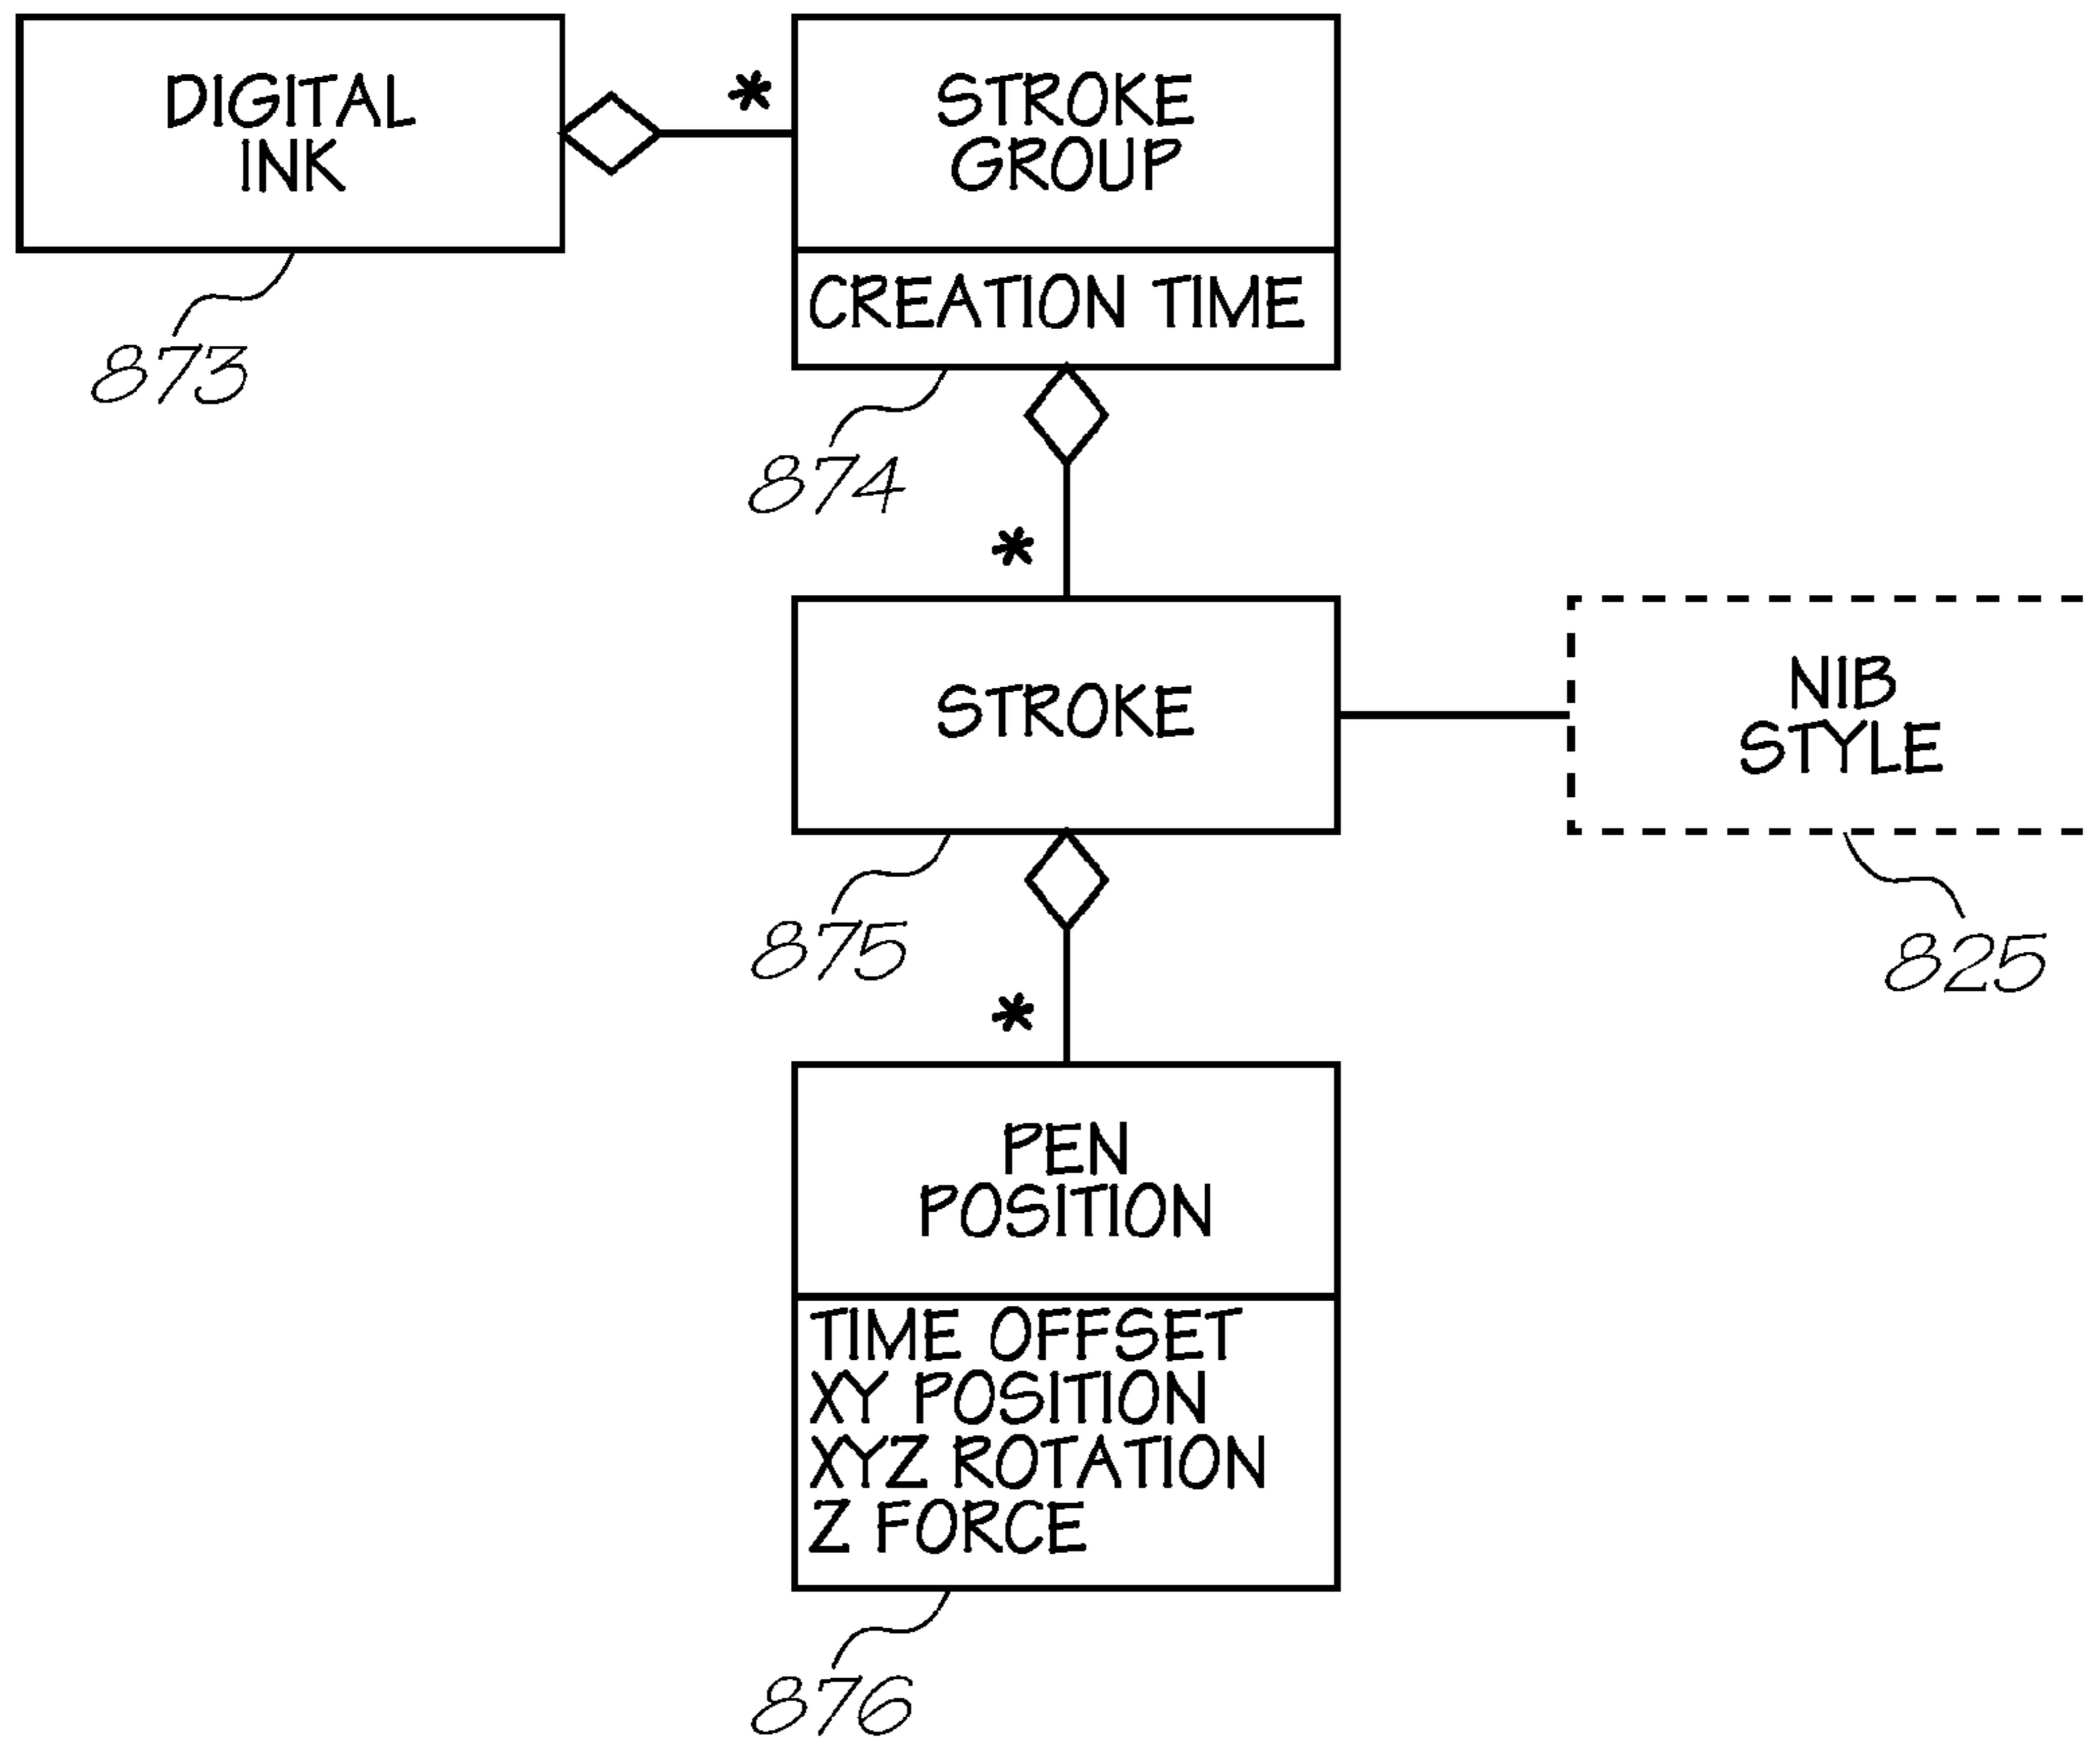 DIGITAL
INK
*
STROKE
GROUP
CREATION TIME
873
874
*
STROKE
NIB
STYLE
875
825
*
PEN
POSITION
TIME OFFSET
XY POSITION
XYZ ROTATION
Z FORCE
876